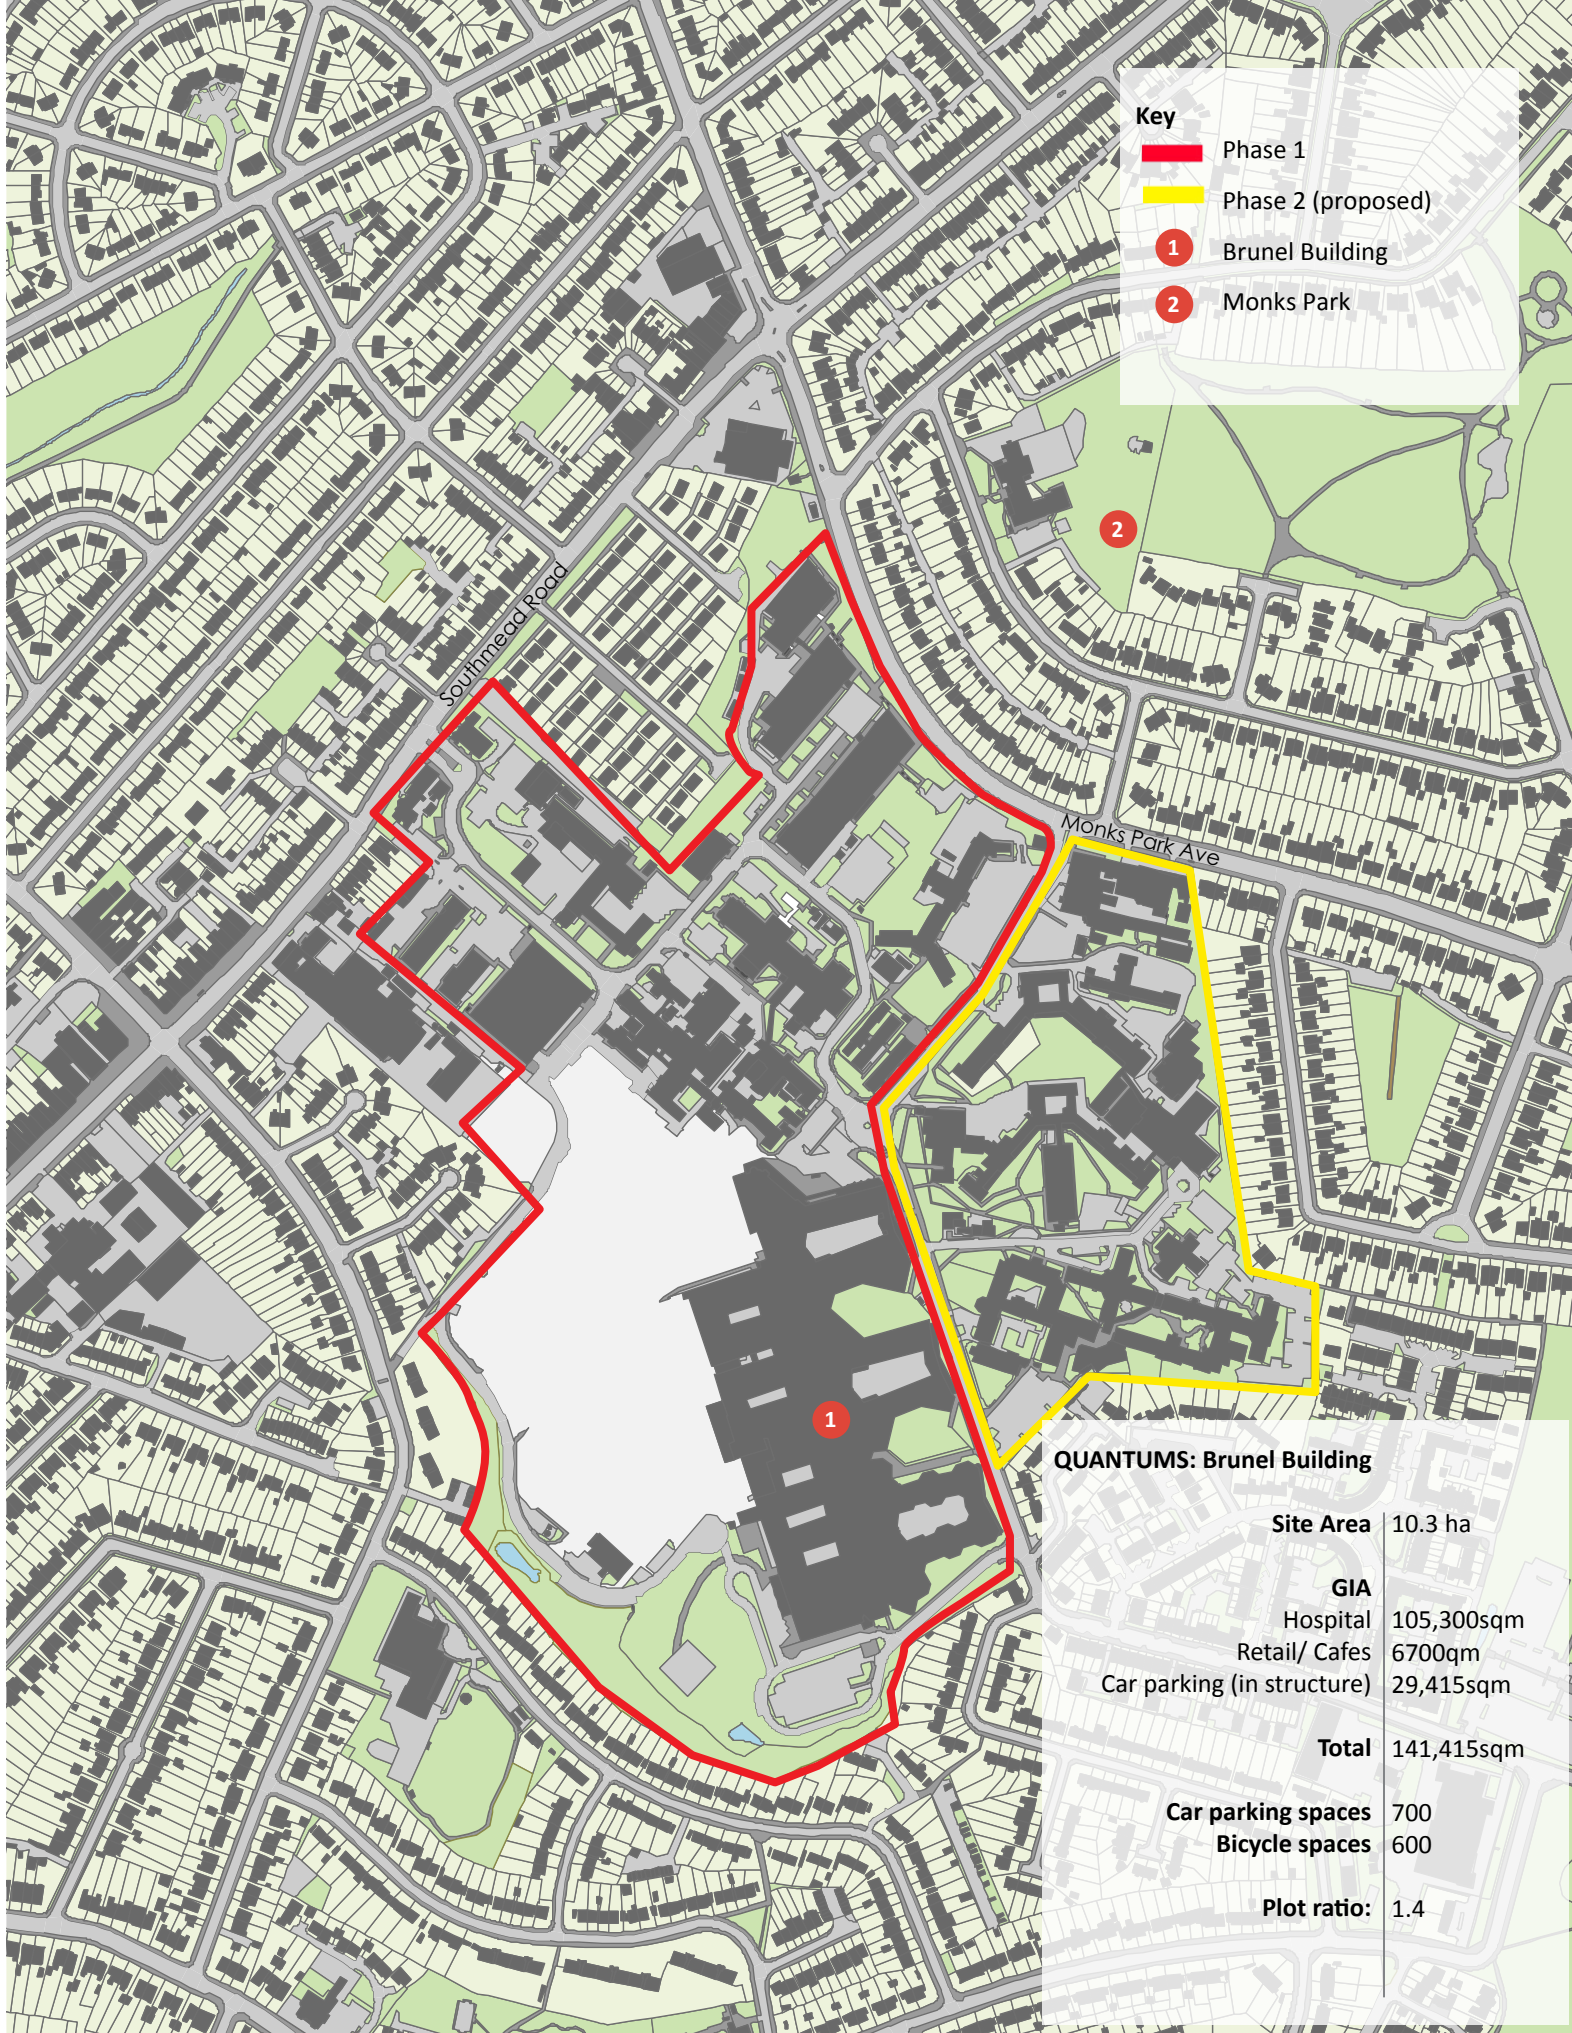 Key
Phase 1
Phase 2 (proposed)
1 Brunel Building
2 Monks Park
2
Southmead Road
Monks Park Ave
1
QUANTUMS: Brunel Building
Site Area 10.3 ha
GIA
Hospital 105,300sqm
Retail/ Cafes 6700qm
Car parking (in structure) 29,415sqm
Total 141,415sqm
Car parking spaces 700
Bicycle spaces 600
Plot ratio: 1.4